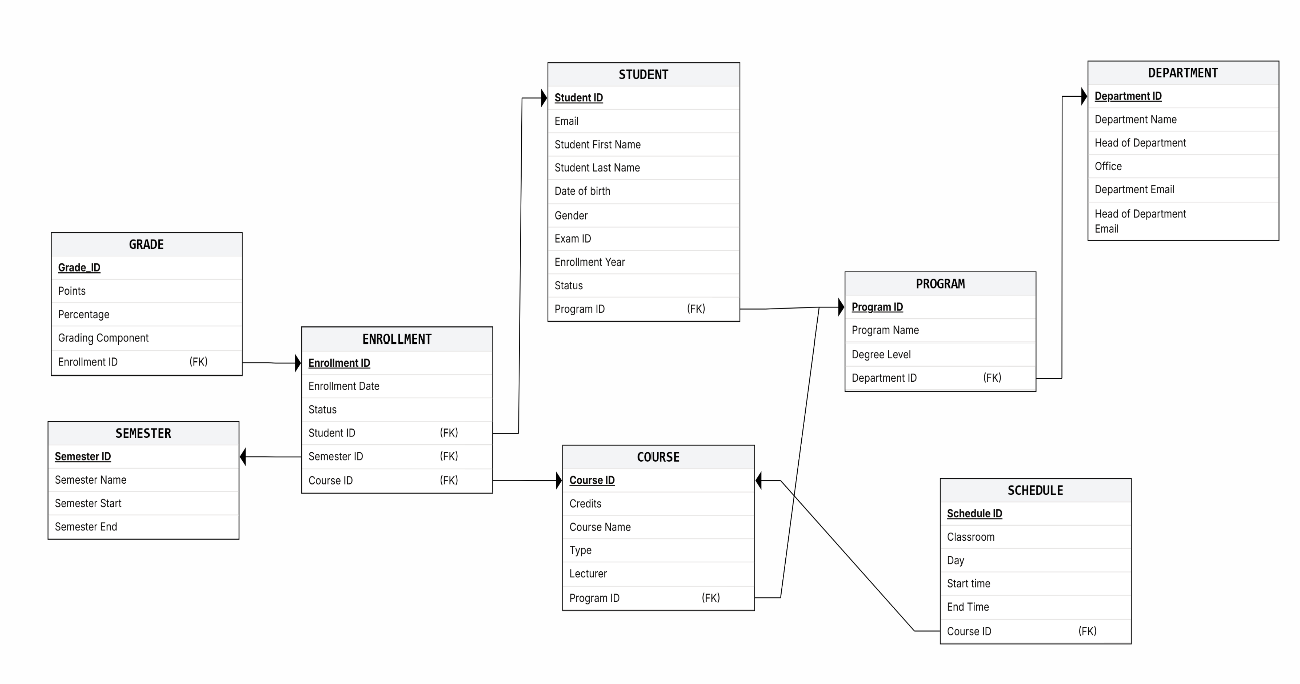 STUDENT
Student ID
Email
Student First Name
Student Last Name
Date of birth
Gender
Exam ID
Enrollment Year
Status
Program ID (FK)
DEPARTMENT
Department ID
Department Name
Head of Department
Office
Department Email
Head of Department
Email
GRADE
Grade_ID
Points
Percentage
Grading Component
Enrollment ID (FK)
PROGRAM
Program ID
Program Name
Degree Level
Department ID (FK)
ENROLLMENT
Enrollment ID
Enrollment Date
Status
Student ID (FK)
Semester ID (FK)
Course ID (FK)
SEMESTER
Semester ID
Semester Name
Semester Start
Semester End
COURSE
Course ID
Credits
Course Name
Type
Lecturer
Program ID (FK)
SCHEDULE
Schedule ID
Classroom
Day
Start time
End Time
Course ID (FK)